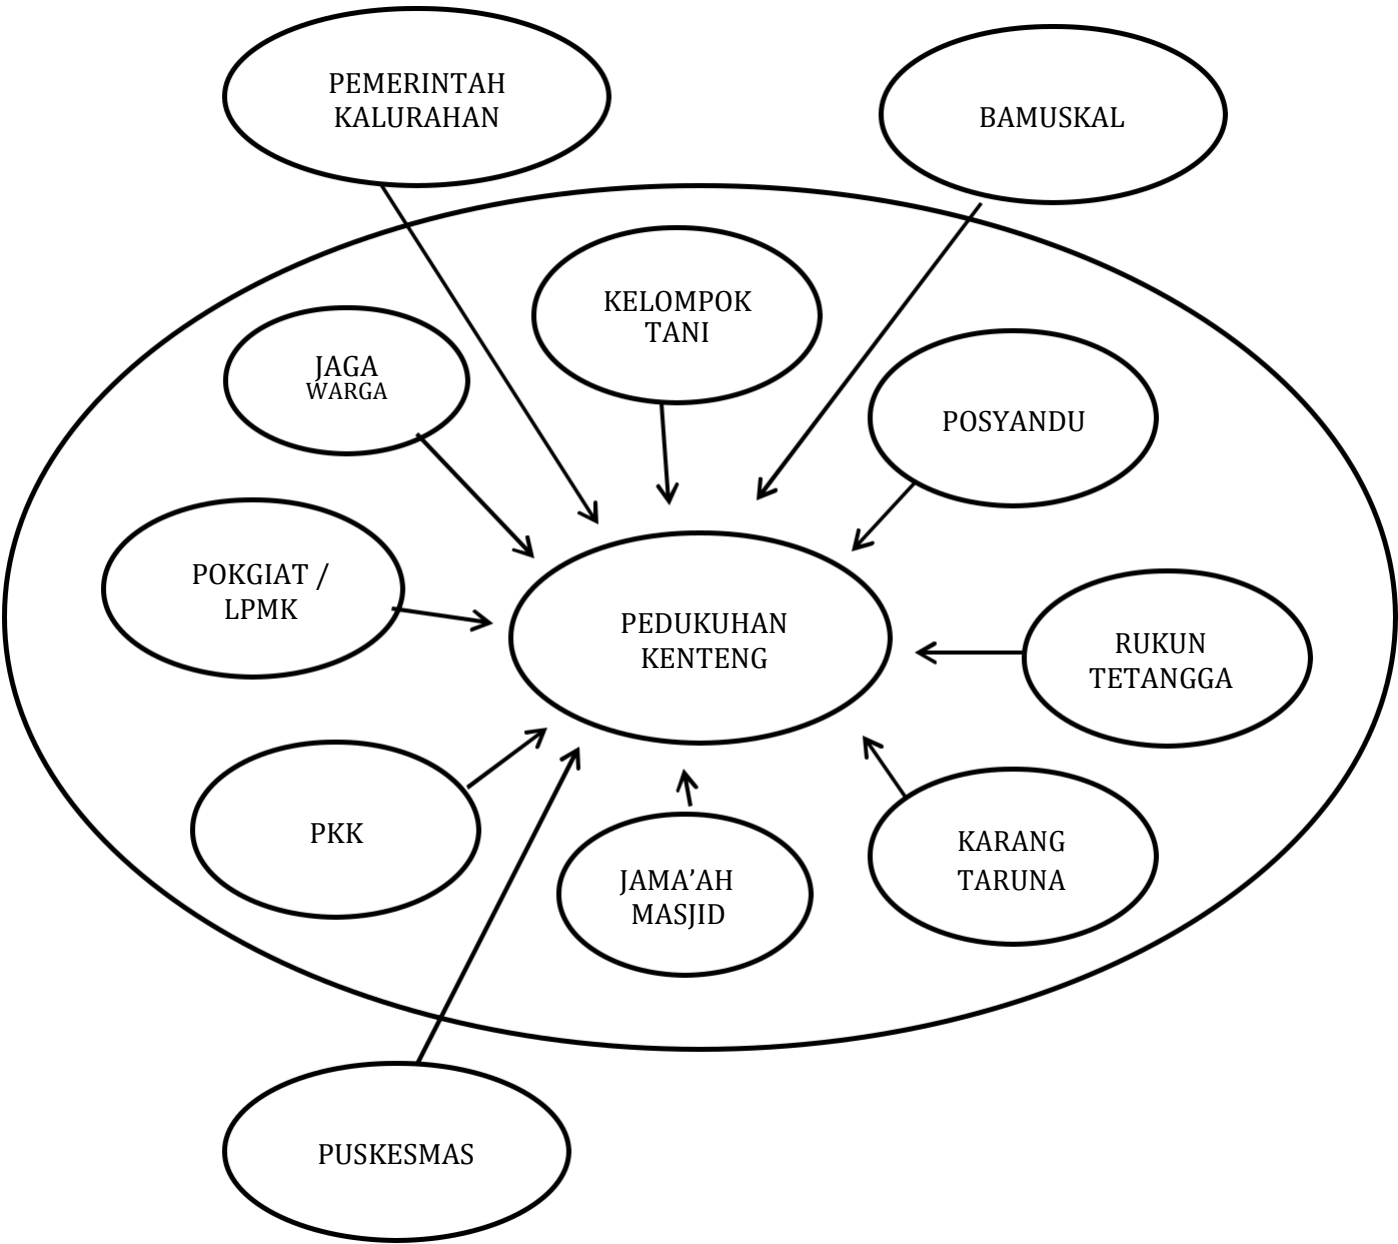 PEMERINTAH
KALURAHAN
BAMUSKAL
KELOMPOK
TANI
JAGA
WARGA
POSYANDU
POKGIAT /
LPMK
PEDUKUHAN
KENTENG
RUKUN
TETANGGA
PKK
JAMA’AH
MASJID
KARANG
TARUNA
PUSKESMAS